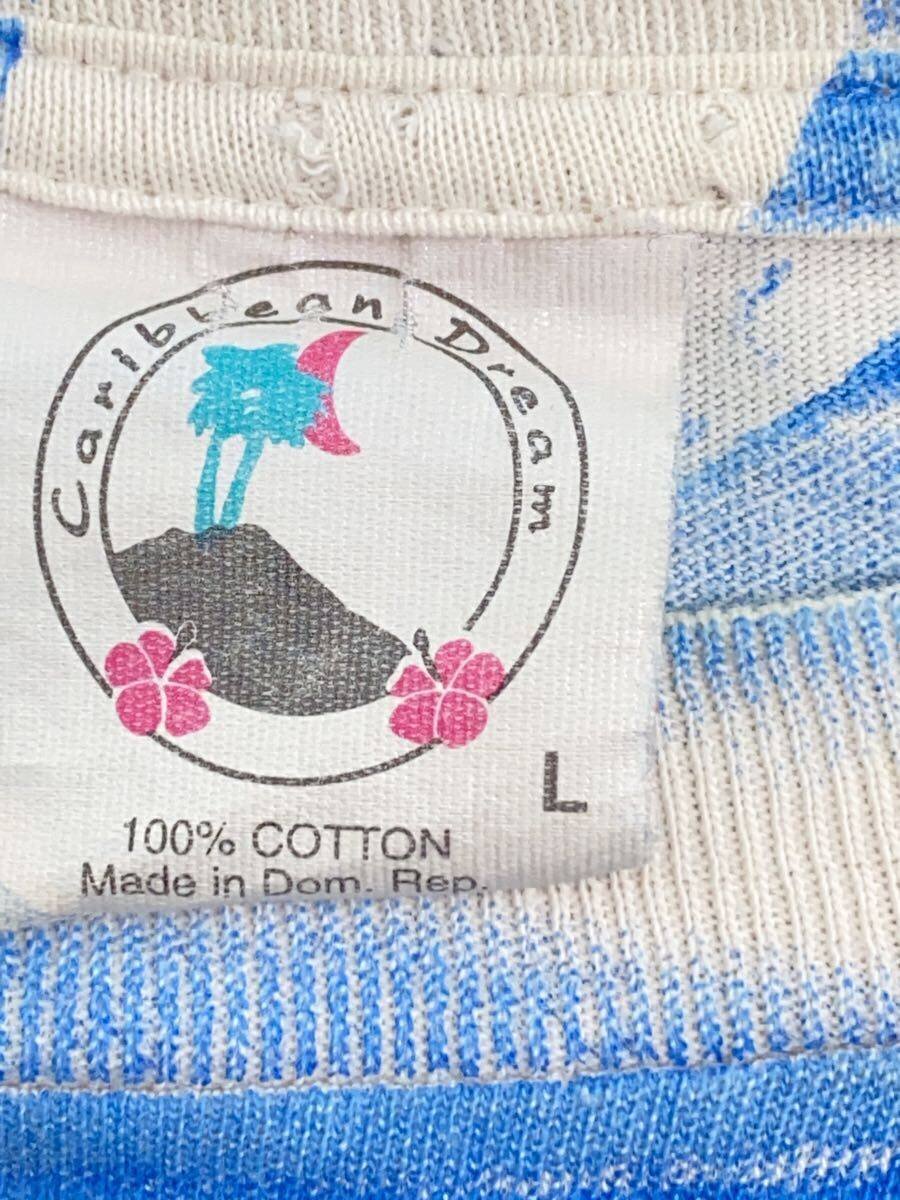 Caribbean Dream
L
100% COTTON
Made in Dom. Rep.